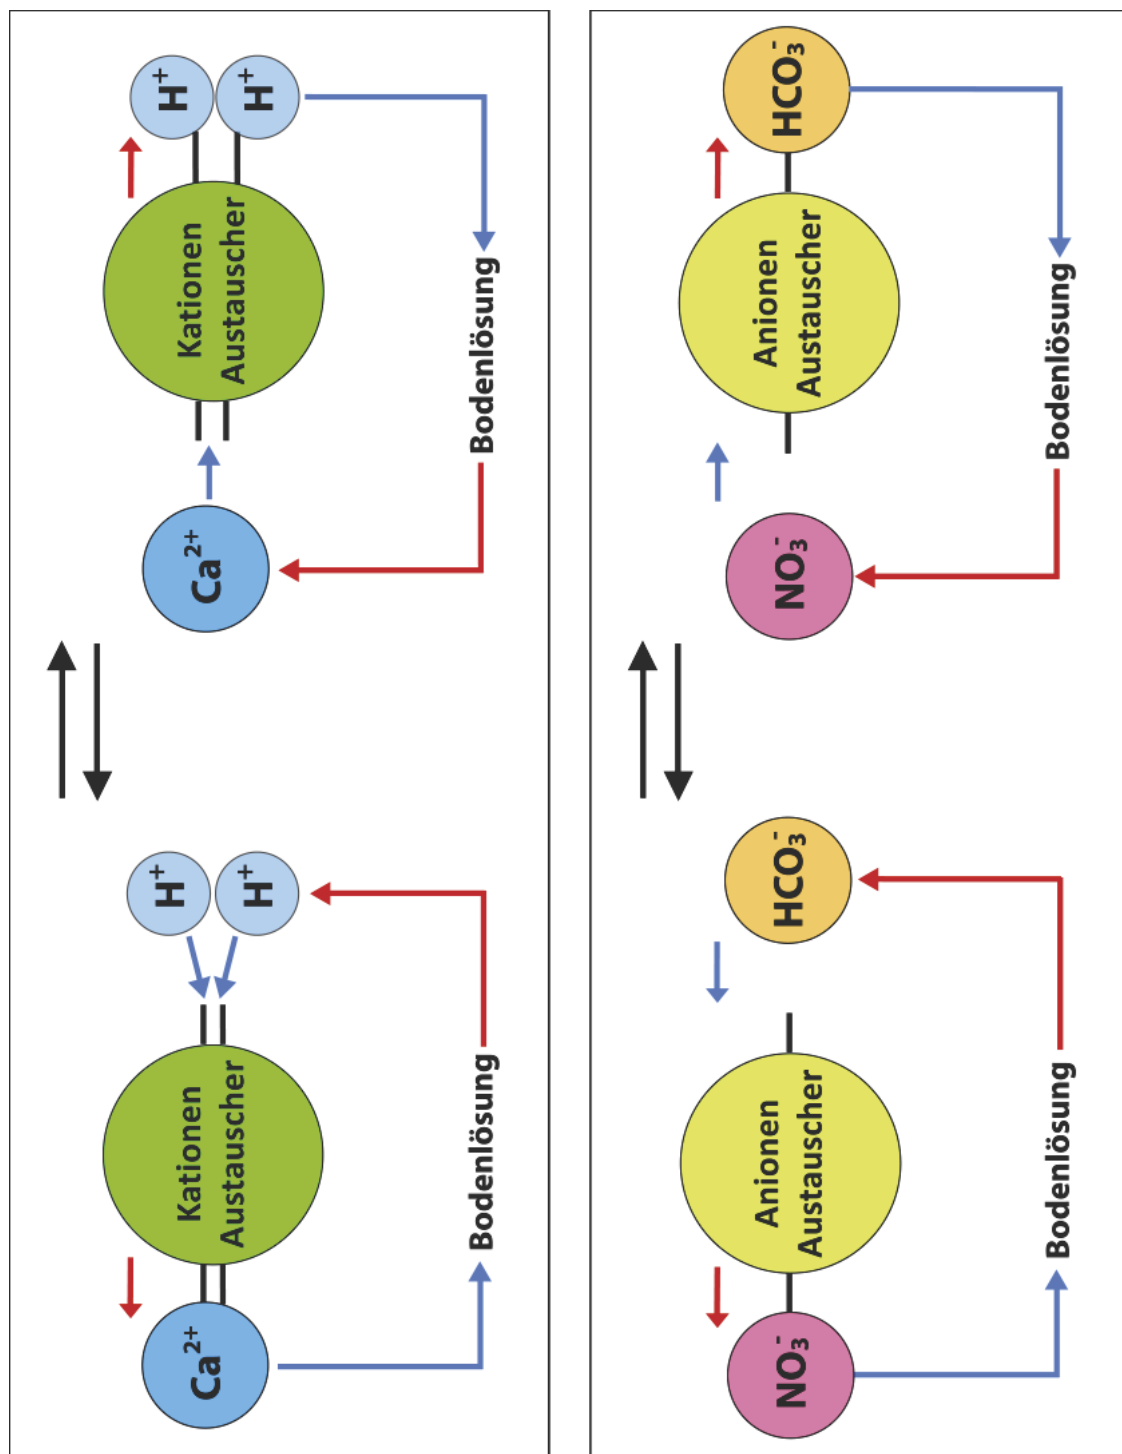 Ca²⁺
Kationen
Austauscher
H⁺
H⁺
Bodenlösung
Ca²⁺
Kationen
Austauscher
H⁺
H⁺
Bodenlösung
NO₃⁻
Anionen
Austauscher
HCO₃⁻
Bodenlösung
NO₃⁻
Anionen
Austauscher
HCO₃⁻
Bodenlösung